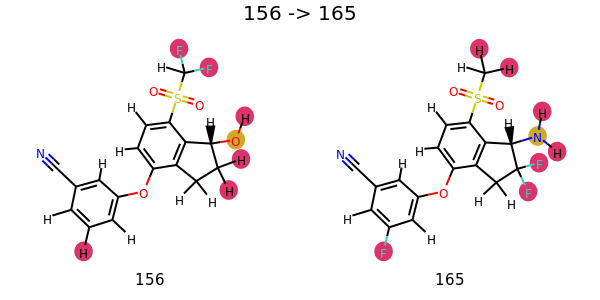 156 -> 165
F F H O S O H H O H H H H H H O N H H H H
H H H O S O H H N H H F F H H H H O N H H F H
156 165